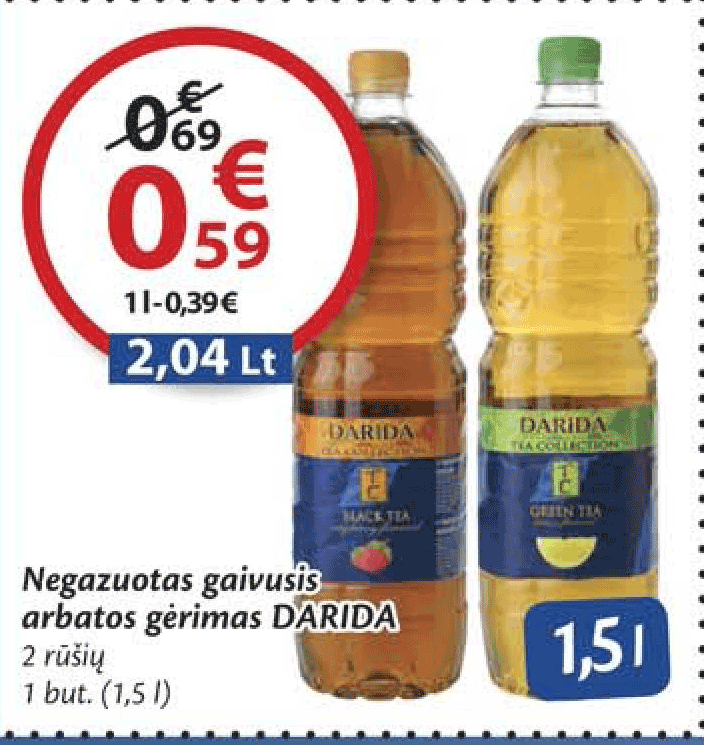 0 € 69
0 € 59
1 l-0,39 €
2,04 Lt
DARIDA
TEA COLLECTION
TC
BLACK TEA
DARIDA
TEA COLLECTION
TC
GREEN TEA
Negazuotas gaivusis
arbatos gėrimas DARIDA
2 rūšių
1 but. (1,5 l)
1,5 l